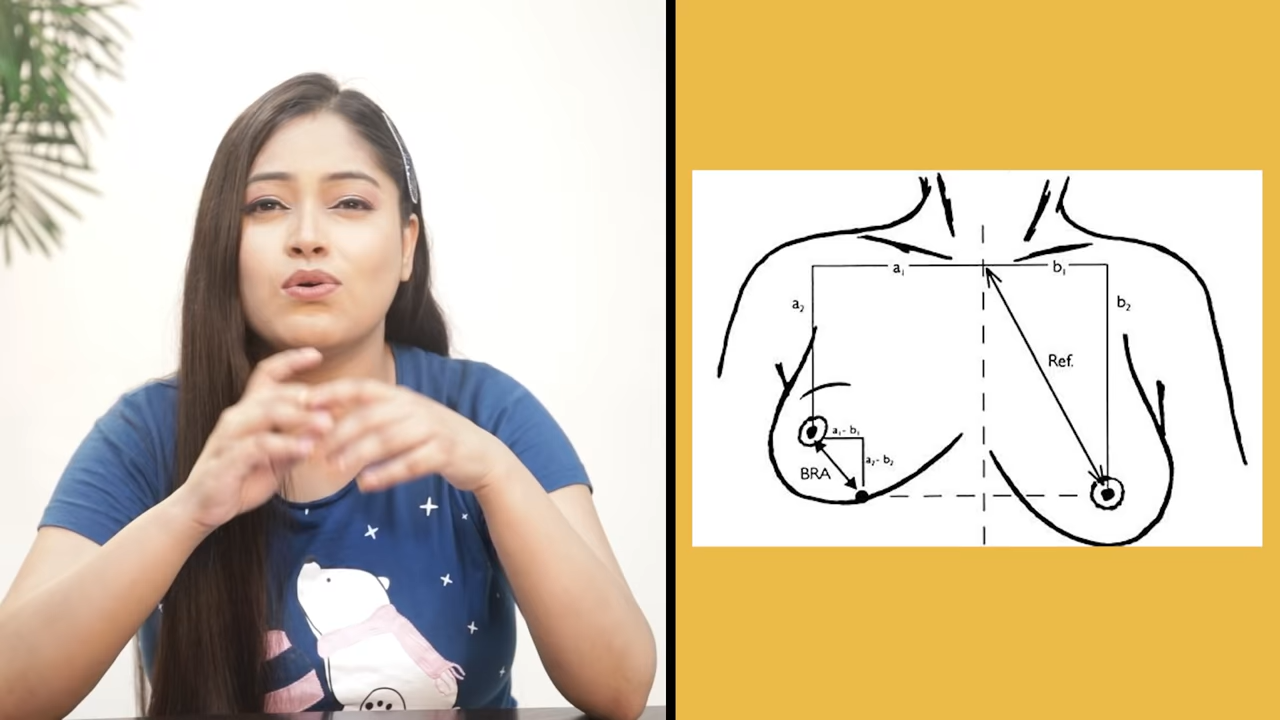 a₁
b₁
a₂
b₂
Ref.
a₁- b₁
a₂- b₂
BRA